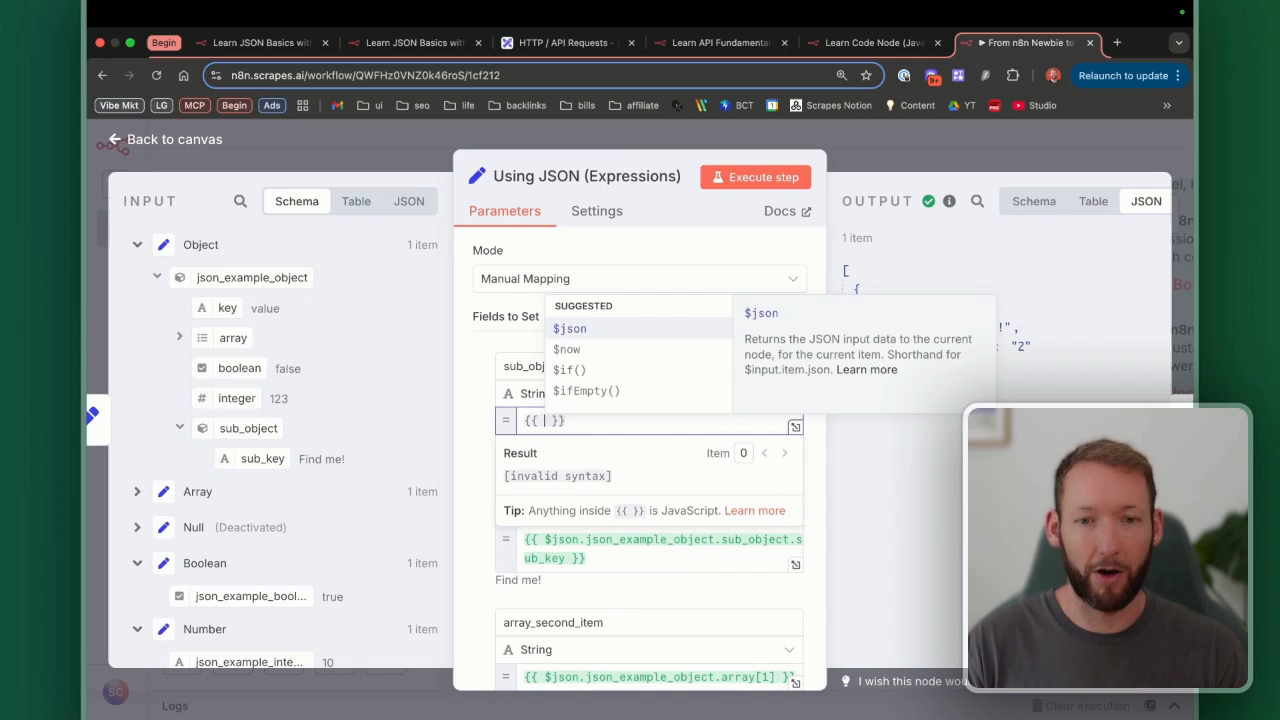 Begin
Learn JSON Basics wit
Learn JSON Basics wit
HTTP / API Requests -
Learn API Fundamenta
Learn Code Node (Java
▶ From n8n Newbie to
n8n.scrapes.ai/workflow/QWFHz0VNZ0k46roS/1cf212
9+
Relaunch to update
Vibe Mkt
LG
MCP
Begin
Ads
ui
seo
life
backlinks
bills
affiliate
BCT
Scrapes Notion
Content
YT
Studio
Back to canvas
INPUT
Schema
Table
JSON
Object
1 item
json_example_object
key
value
array
boolean
false
integer
123
sub_object
sub_key
Find me!
Array
1 item
Null
(Deactivated)
Boolean
1 item
json_example_bool...
true
Number
1 item
json_example_inte...
10
SC
Logs
Using JSON (Expressions)
Execute step
Parameters
Settings
Docs
Mode
Manual Mapping
Fields to Set
SUGGESTED
$json
$now
$if()
$ifEmpty()
$json
Returns the JSON input data to the current
node, for the current item. Shorthand for
$input.item.json. Learn more
sub_obj
Strin
= {{ }}
Result
Item 0
[invalid syntax]
Tip: Anything inside {{ }} is JavaScript. Learn more
= {{ $json.json_example_object.sub_object.s
ub_key }}
Find me!
array_second_item
String
= {{ $json.json_example_object.array[1] }}
OUTPUT
Schema
Table
JSON
1 item
[
{
!",
: "2"
I wish this node wou
Clear execution